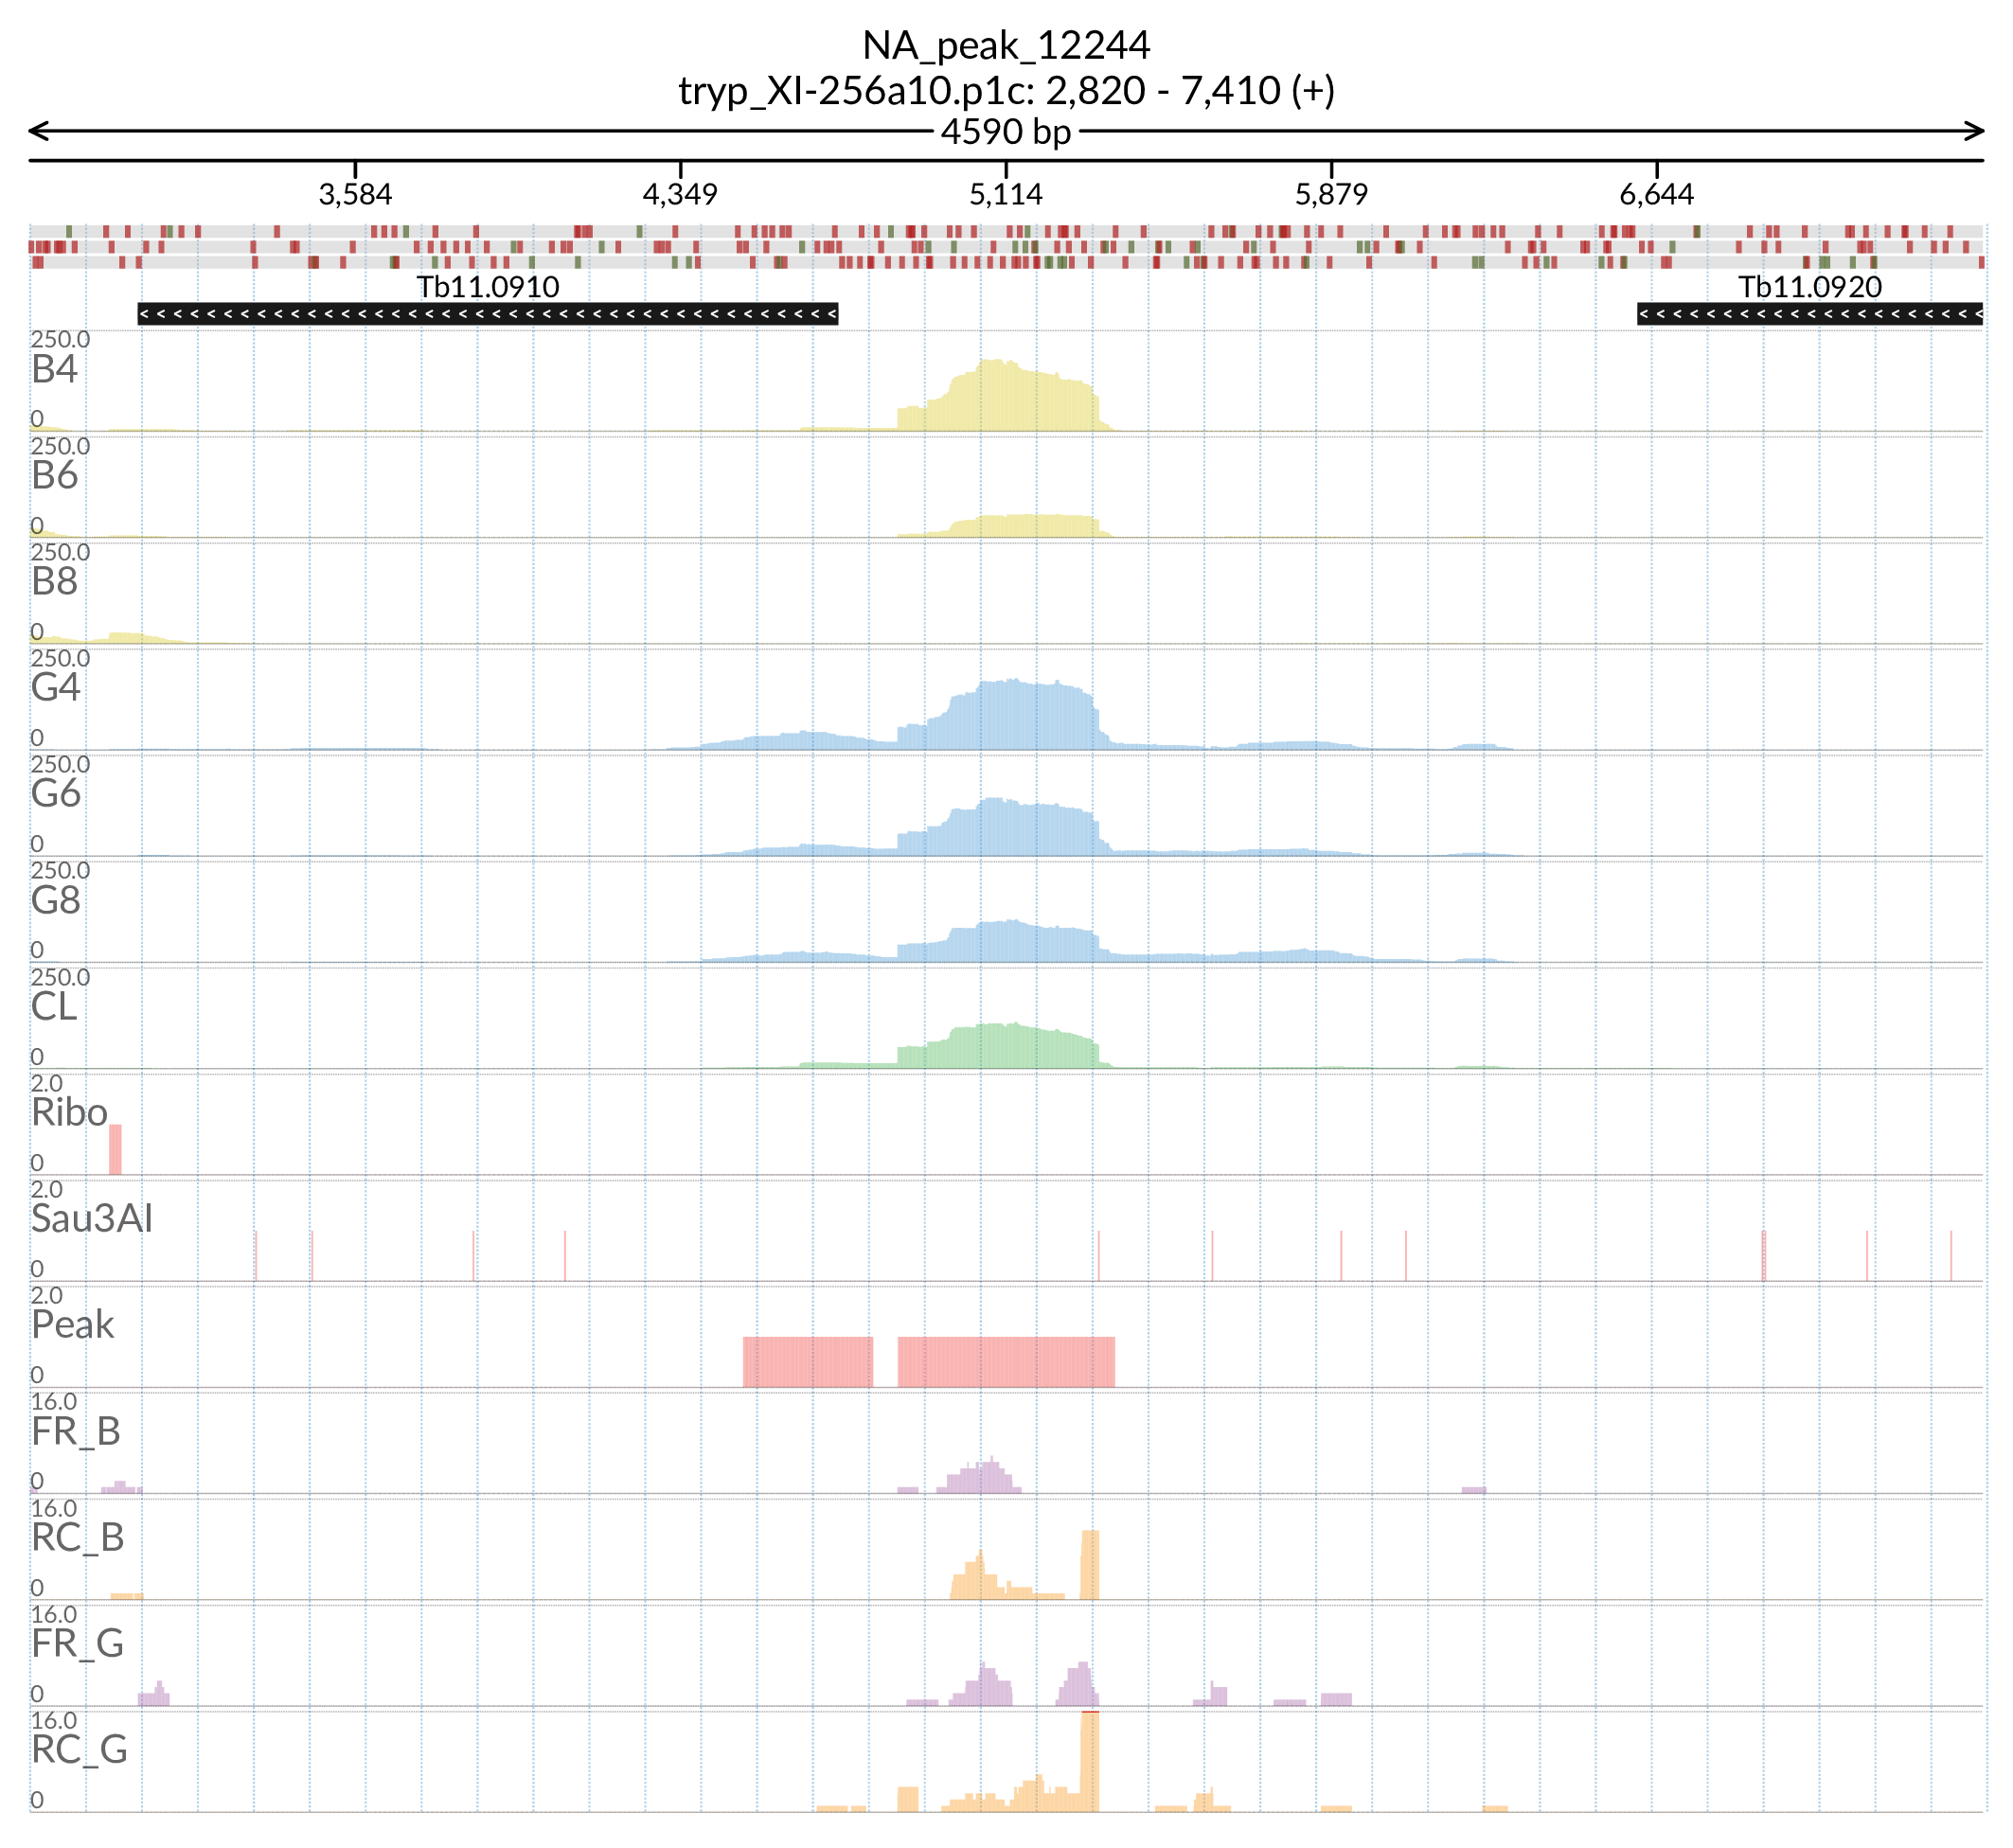 NA_peak_12244
tryp_XI-256a10.p1c: 2,820 - 7,410 (+)
4590 bp
3,584 4,349 5,114 5,879 6,644
Tb11.0910 Tb11.0920
< < < < < < < < < < < < < < < < < < < < < < < < < < < < < < < < < < < < < < < < < < < < < < < < < < < < < < < < < < < < < <
250.0
B4
0
250.0
B6
0
250.0
B8
0
250.0
G4
0
250.0
G6
0
250.0
G8
0
250.0
CL
0
2.0
Ribo
0
2.0
Sau3AI
0
2.0
Peak
0
16.0
FR_B
0
16.0
RC_B
0
16.0
FR_G
0
16.0
RC_G
0